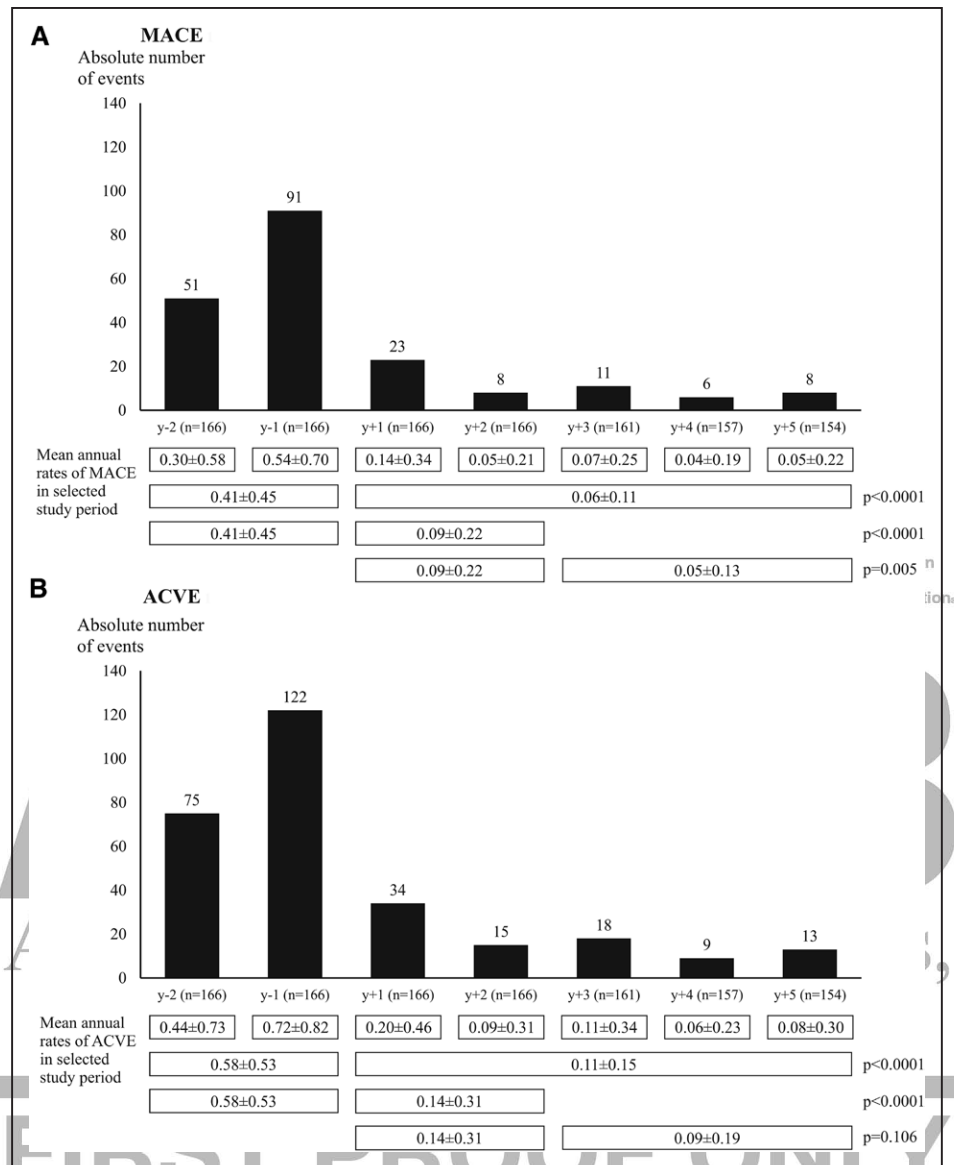 A
MACE
Absolute number
of events
140
120
100
80
60
40
20
0
51
91
23
8
11
6
8
y-2 (n=166)
y-1 (n=166)
y+1 (n=166)
y+2 (n=166)
y+3 (n=161)
y+4 (n=157)
y+5 (n=154)
Mean annual
rates of MACE
in selected
study period
0.30±0.58
0.54±0.70
0.14±0.34
0.05±0.21
0.07±0.25
0.04±0.19
0.05±0.22
0.41±0.45
0.06±0.11
p<0.0001
0.41±0.45
0.09±0.22
p<0.0001
0.09±0.22
0.05±0.13
p=0.005
B
ACVE
Absolute number
of events
140
120
100
80
60
40
20
0
75
122
34
15
18
9
13
y-2 (n=166)
y-1 (n=166)
y+1 (n=166)
y+2 (n=166)
y+3 (n=161)
y+4 (n=157)
y+5 (n=154)
Mean annual
rates of ACVE
in selected
study period
0.44±0.73
0.72±0.82
0.20±0.46
0.09±0.31
0.11±0.34
0.06±0.23
0.08±0.30
0.58±0.53
0.11±0.15
p<0.0001
0.58±0.53
0.14±0.31
p<0.0001
0.14±0.31
0.09±0.19
p=0.106
FIRST PROOF ONLY